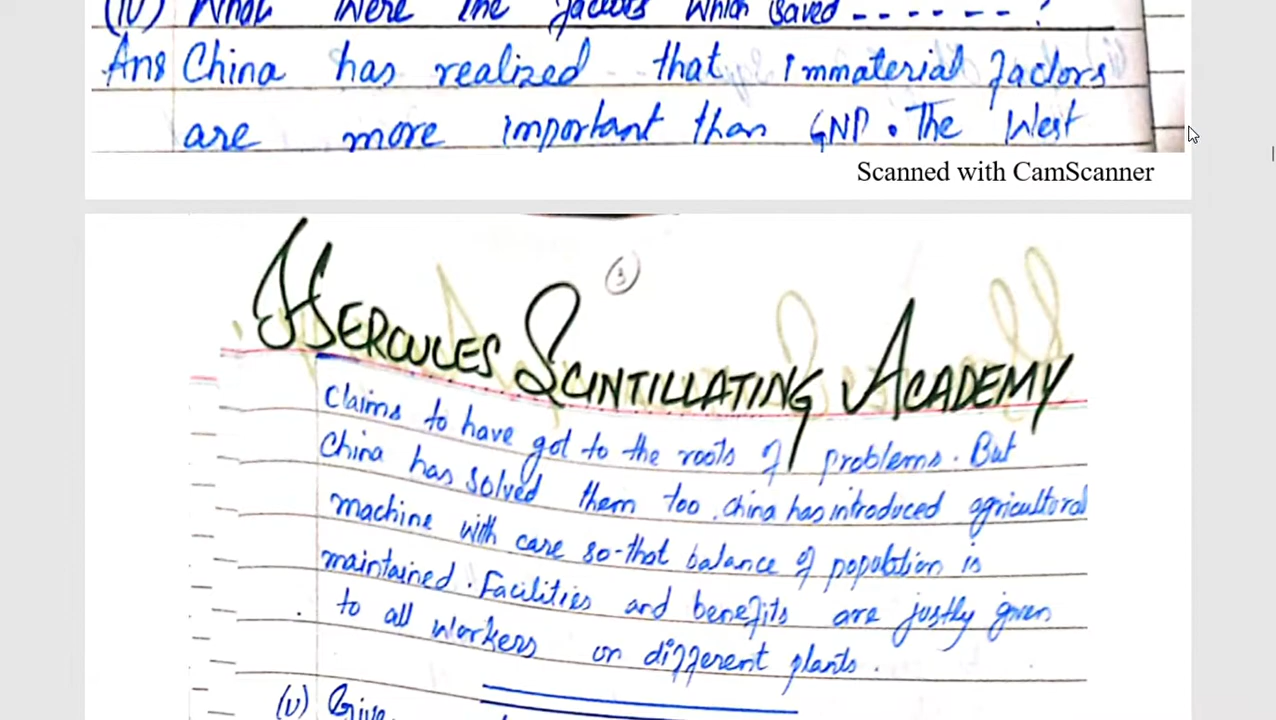 (iv) What were the factors which saved - - - - - - - ?
Ans China has realized that immaterial factors
are more important than GNP. The West
Scanned with CamScanner
3
HERCULES SCINTILLATING ACADEMY
Claims to have got to the roots of problems. But
China has solved them too. China has introduced agricultural
machine with care so-that balance of population is
maintained. Facilities and benefits are justly given
to all workers on different plants.
(v) Give